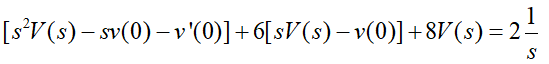 [s²V(s) − sv(0) − v'(0)] + 6[sV(s) − v(0)] + 8V(s) = 2 1/s